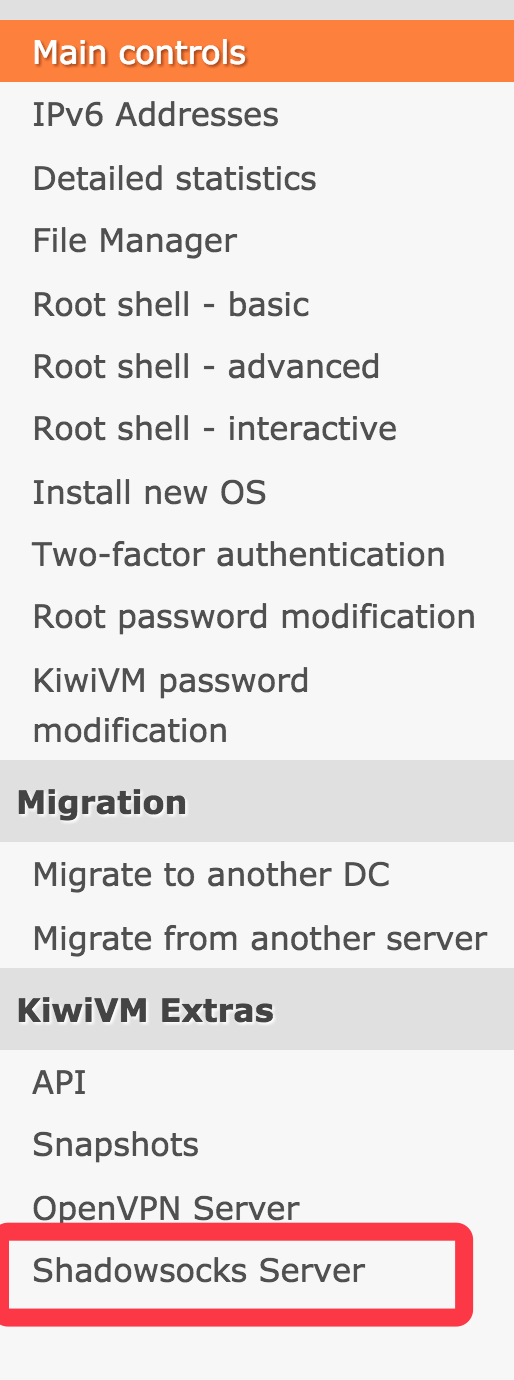 Main controls
IPv6 Addresses
Detailed statistics
File Manager
Root shell - basic
Root shell - advanced
Root shell - interactive
Install new OS
Two-factor authentication
Root password modification
KiwiVM password
modification
Migration
Migrate to another DC
Migrate from another server
KiwiVM Extras
API
Snapshots
OpenVPN Server
Shadowsocks Server